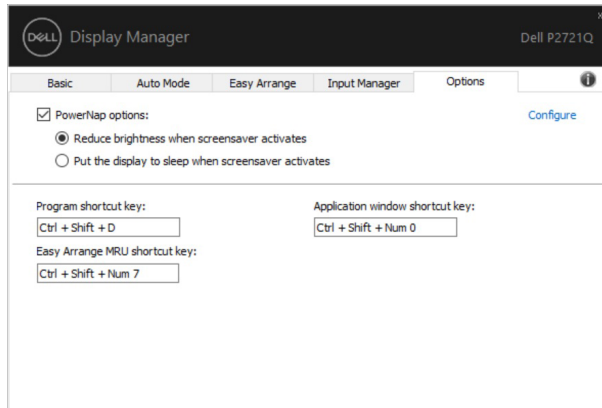 DELL Display Manager
Dell P2721Q
Basic
Auto Mode
Easy Arrange
Input Manager
Options
PowerNap options:
Configure
Reduce brightness when screensaver activates
Put the display to sleep when screensaver activates
Program shortcut key:
Application window shortcut key:
Ctrl + Shift + D
Ctrl + Shift + Num 0
Easy Arrange MRU shortcut key:
Ctrl + Shift + Num 7